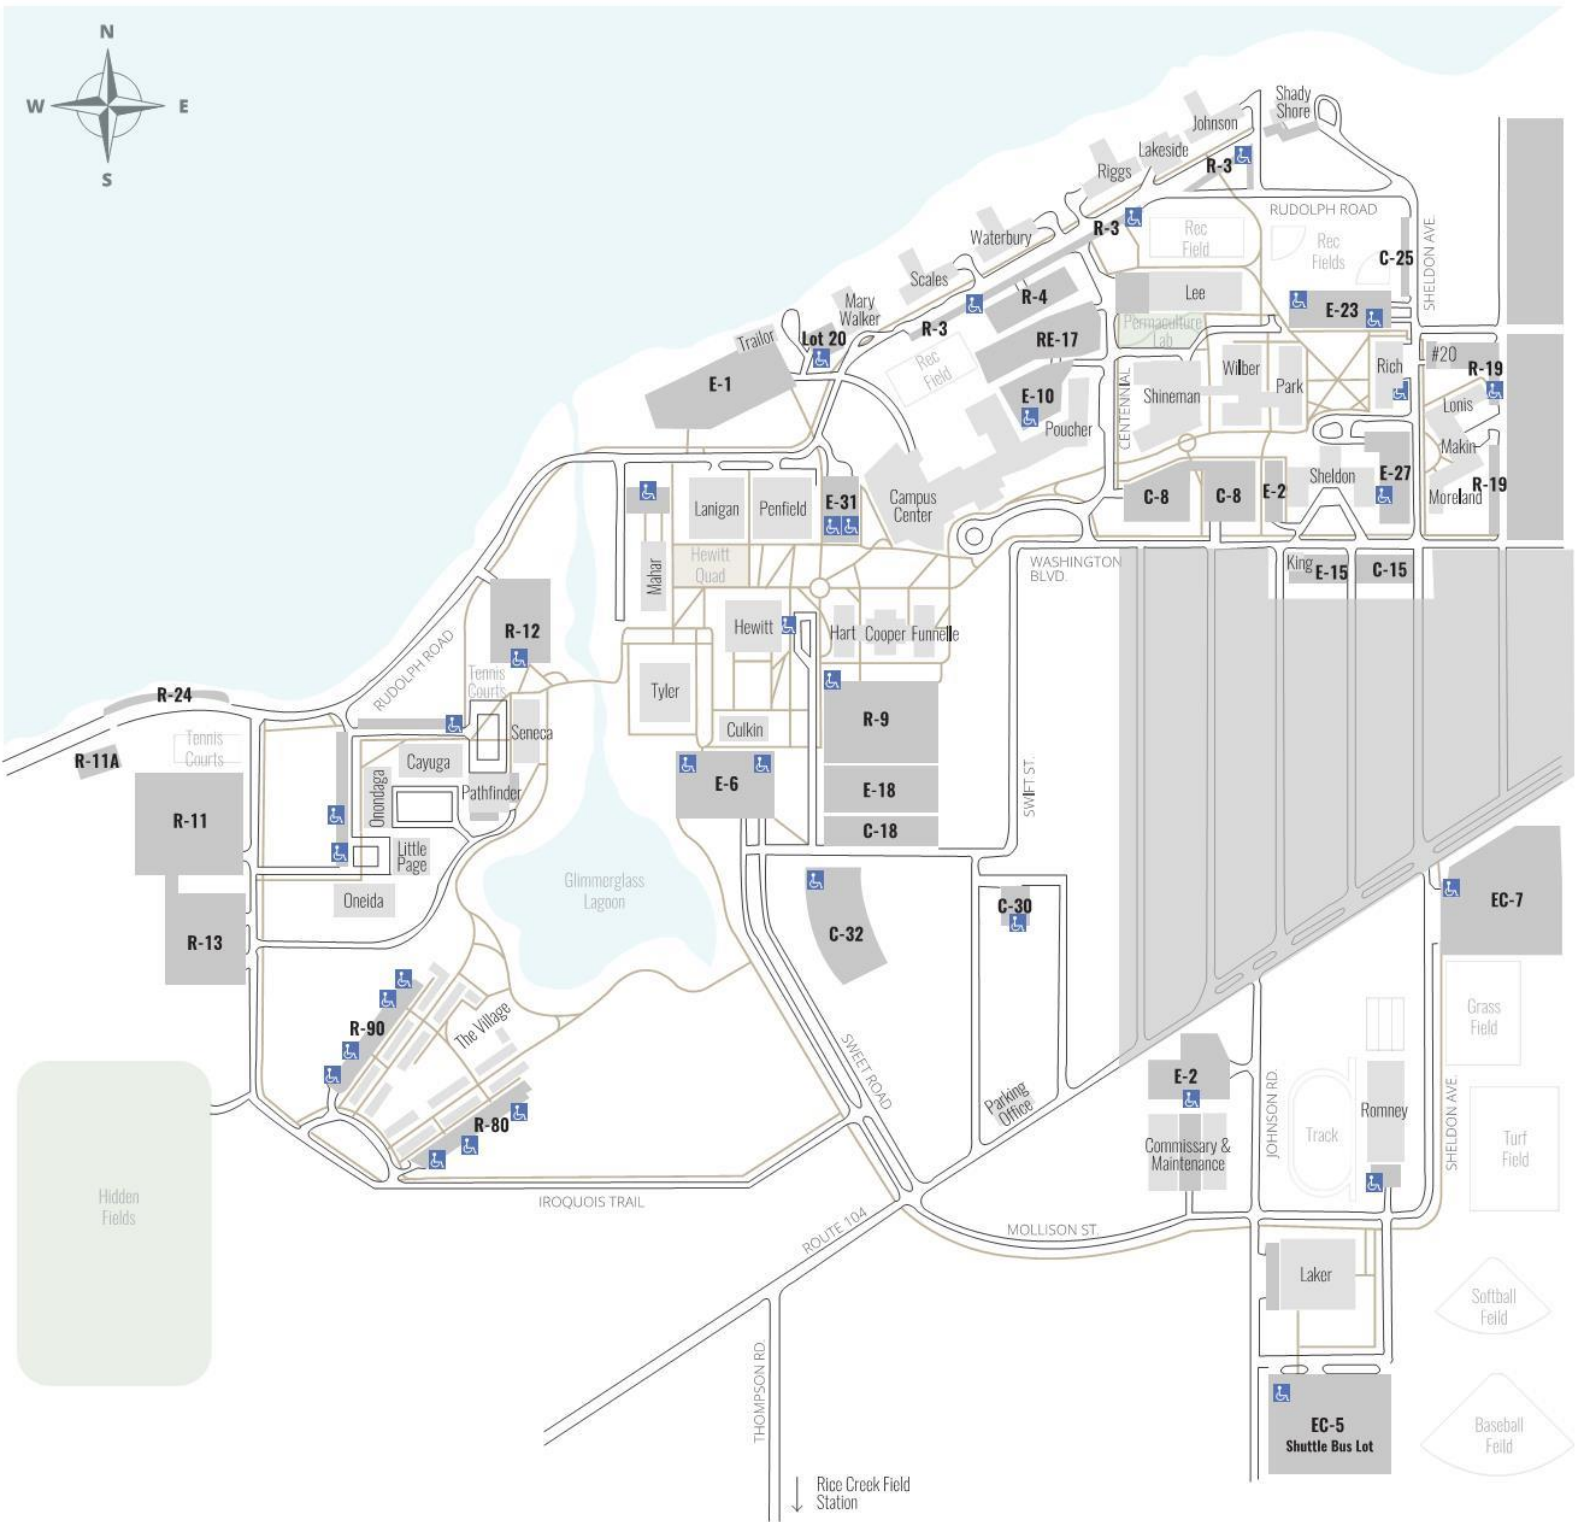 N
W
E
S
Shady
Shore
Johnson
Lakeside
R-3
Riggs
RUDOLPH ROAD
R-3
Rec
Field
Rec
Fields
Waterbury
C-25
SHELDON AVE.
Scales
Lee
R-4
Mary
Walker
E-23
R-3
Permaculture
Lab
Trailor
Lot 20
RE-17
#20
Rec
Field
Wilber
Rich
R-19
E-1
Park
E-10
Shineman
CENTENNIAL
Lonis
Poucher
Makin
Sheldon
E-27
Campus
Center
C-8
C-8
E-2
Moreland
R-19
Lanigan
Penfield
E-31
Hewitt
Quad
Mahar
WASHINGTON
BLVD.
King
E-15
C-15
R-12
Hewitt
Hart
Cooper
Funnelle
RUDOLPH ROAD
Tennis
Courts
Tyler
R-24
R-9
Seneca
Culkin
Tennis
Courts
R-11A
Cayuga
SWIFT ST.
E-6
E-18
Onondaga
Pathfinder
R-11
C-18
Little
Page
Glimmerglass
Lagoon
Oneida
EC-7
C-30
C-32
R-13
Grass
Field
The Village
R-90
SWEET ROAD
E-2
Parking
Office
JOHNSON RD.
Romney
SHELDON AVE.
R-80
Track
Commissary &
Maintenance
Turf
Field
Hidden
Fields
IROQUOIS TRAIL
ROUTE 104
MOLLISON ST.
Laker
Softball
Feild
THOMPSON RD.
EC-5
Shuttle Bus Lot
Baseball
Feild
Rice Creek Field
Station